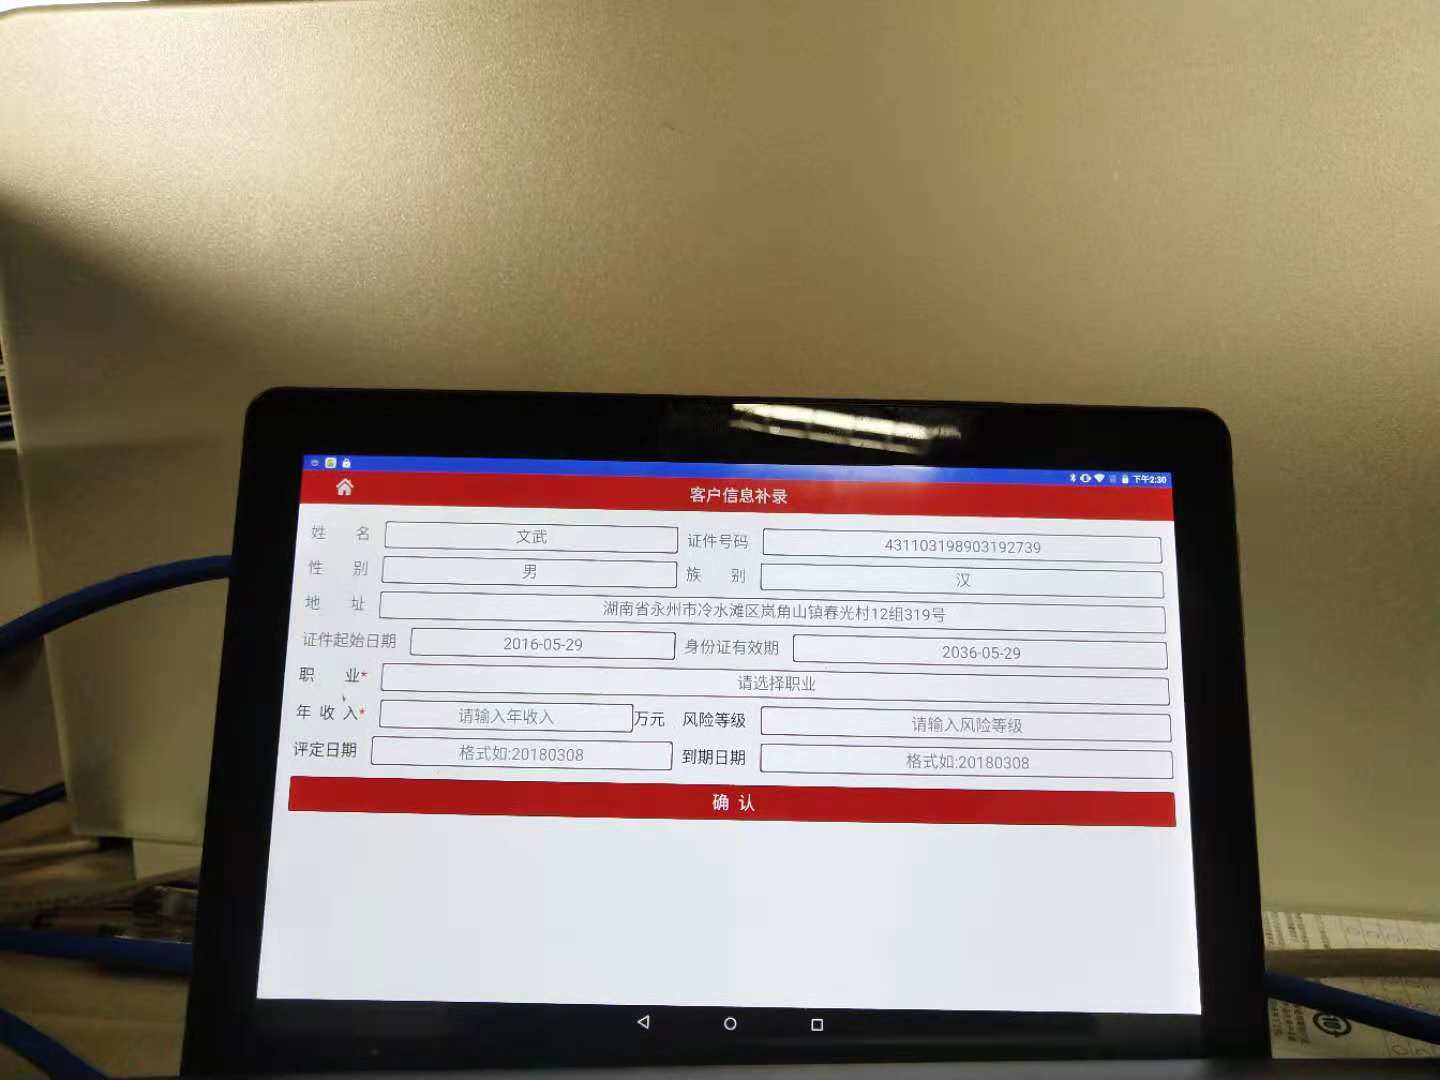 下午2:30
客户信息补录
姓 名 文武 证件号码 431103198903192739
性 别 男 族 别 汉
地 址 湖南省永州市冷水滩区岚角山镇春光村12组319号
证件起始日期 2016-05-29 身份证有效期 2036-05-29
职 业* 请选择职业
年 收 入* 请输入年收入 万元 风险等级 请输入风险等级
评定日期 格式如:20180308 到期日期 格式如:20180308
确 认